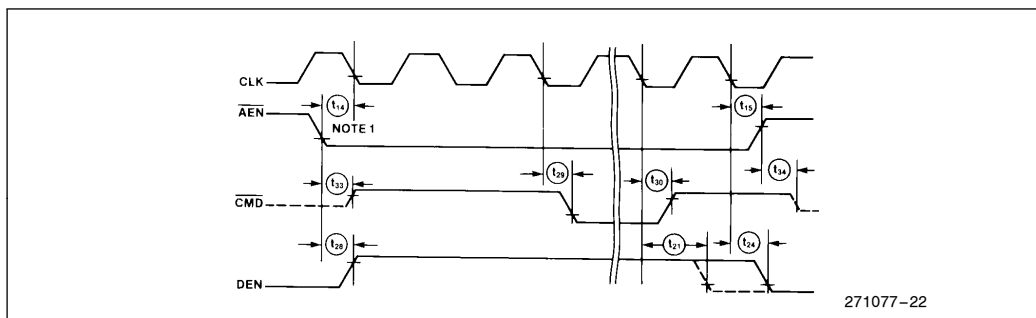 CLK
t14
t15
AEN
NOTE 1
t29
t30
t34
t33
CMD
t28
t21
t24
DEN
271077–22